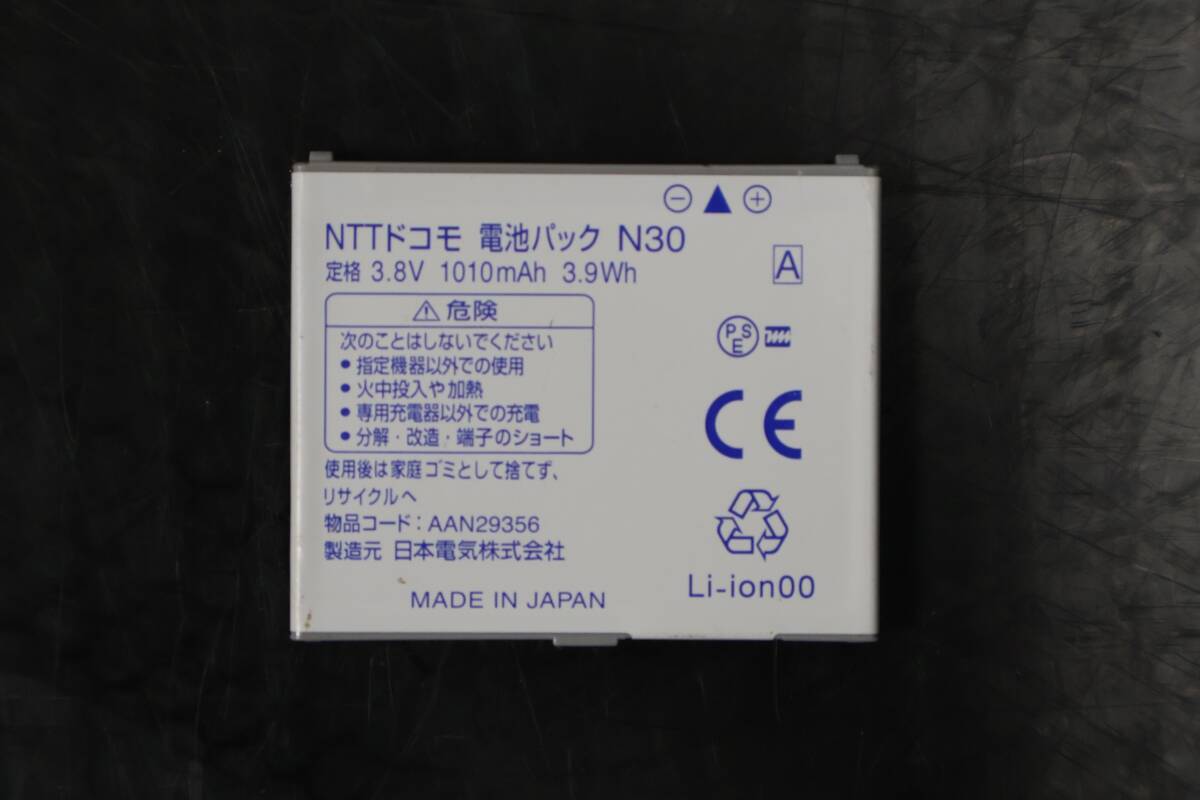 ⊖▲⊕
NTTドコモ 電池パック N30
定格 3.8V 1010mAh 3.9Wh
A
⚠危険
次のことはしないでください
●指定機器以外での使用
●火中投入や加熱
●専用充電器以外での充電
●分解・改造・端子のショート
PSE
CE
使用後は家庭ゴミとして捨てず、
リサイクルへ
物品コード：AAN29356
製造元 日本電気株式会社
Li-ion00
MADE IN JAPAN